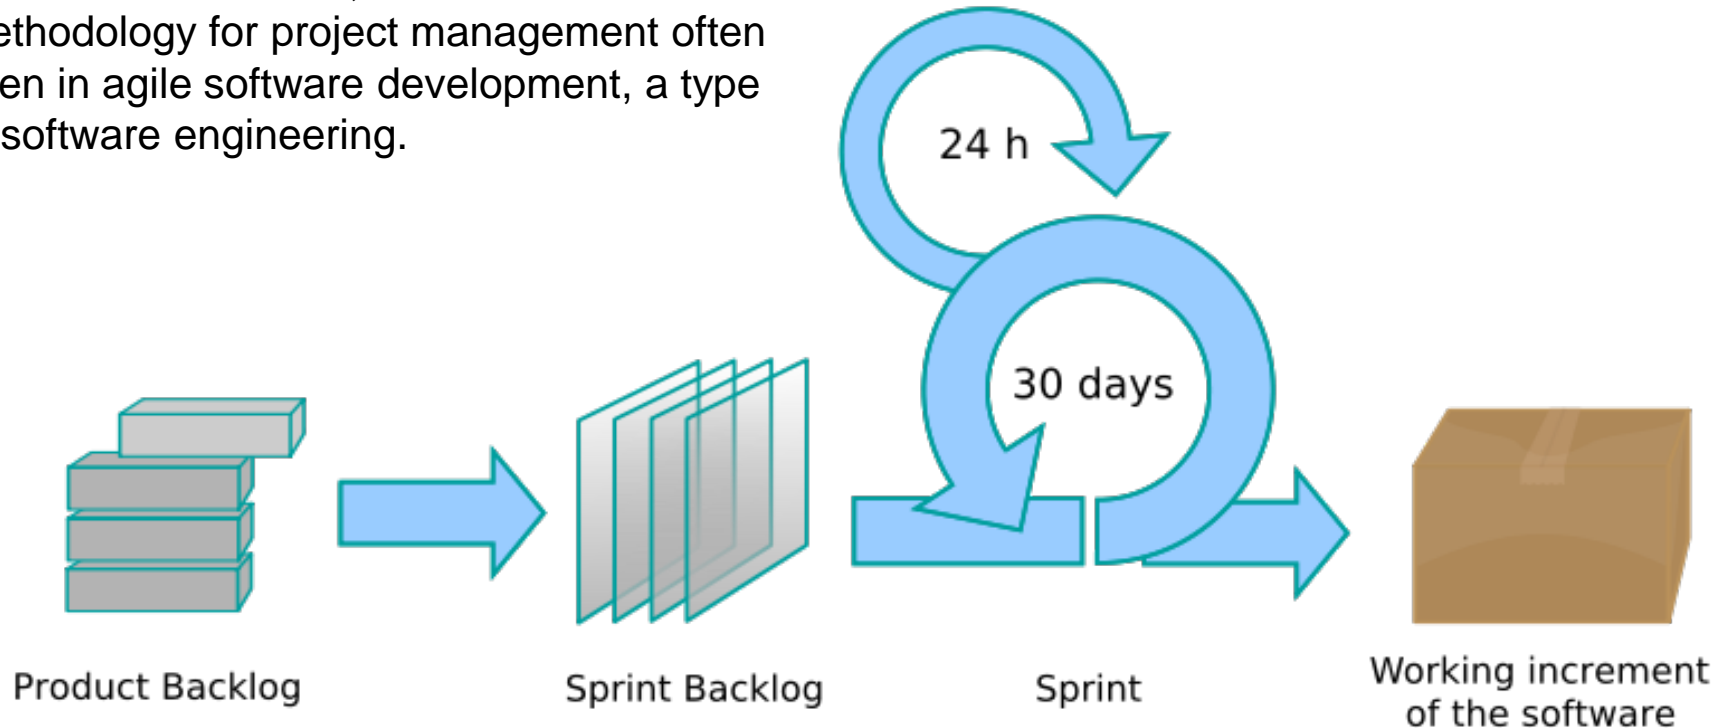 ethodology for project management often
en in agile software development, a type
software engineering.
24 h
30 days
Product Backlog
Sprint Backlog
Sprint
Working increment
of the software